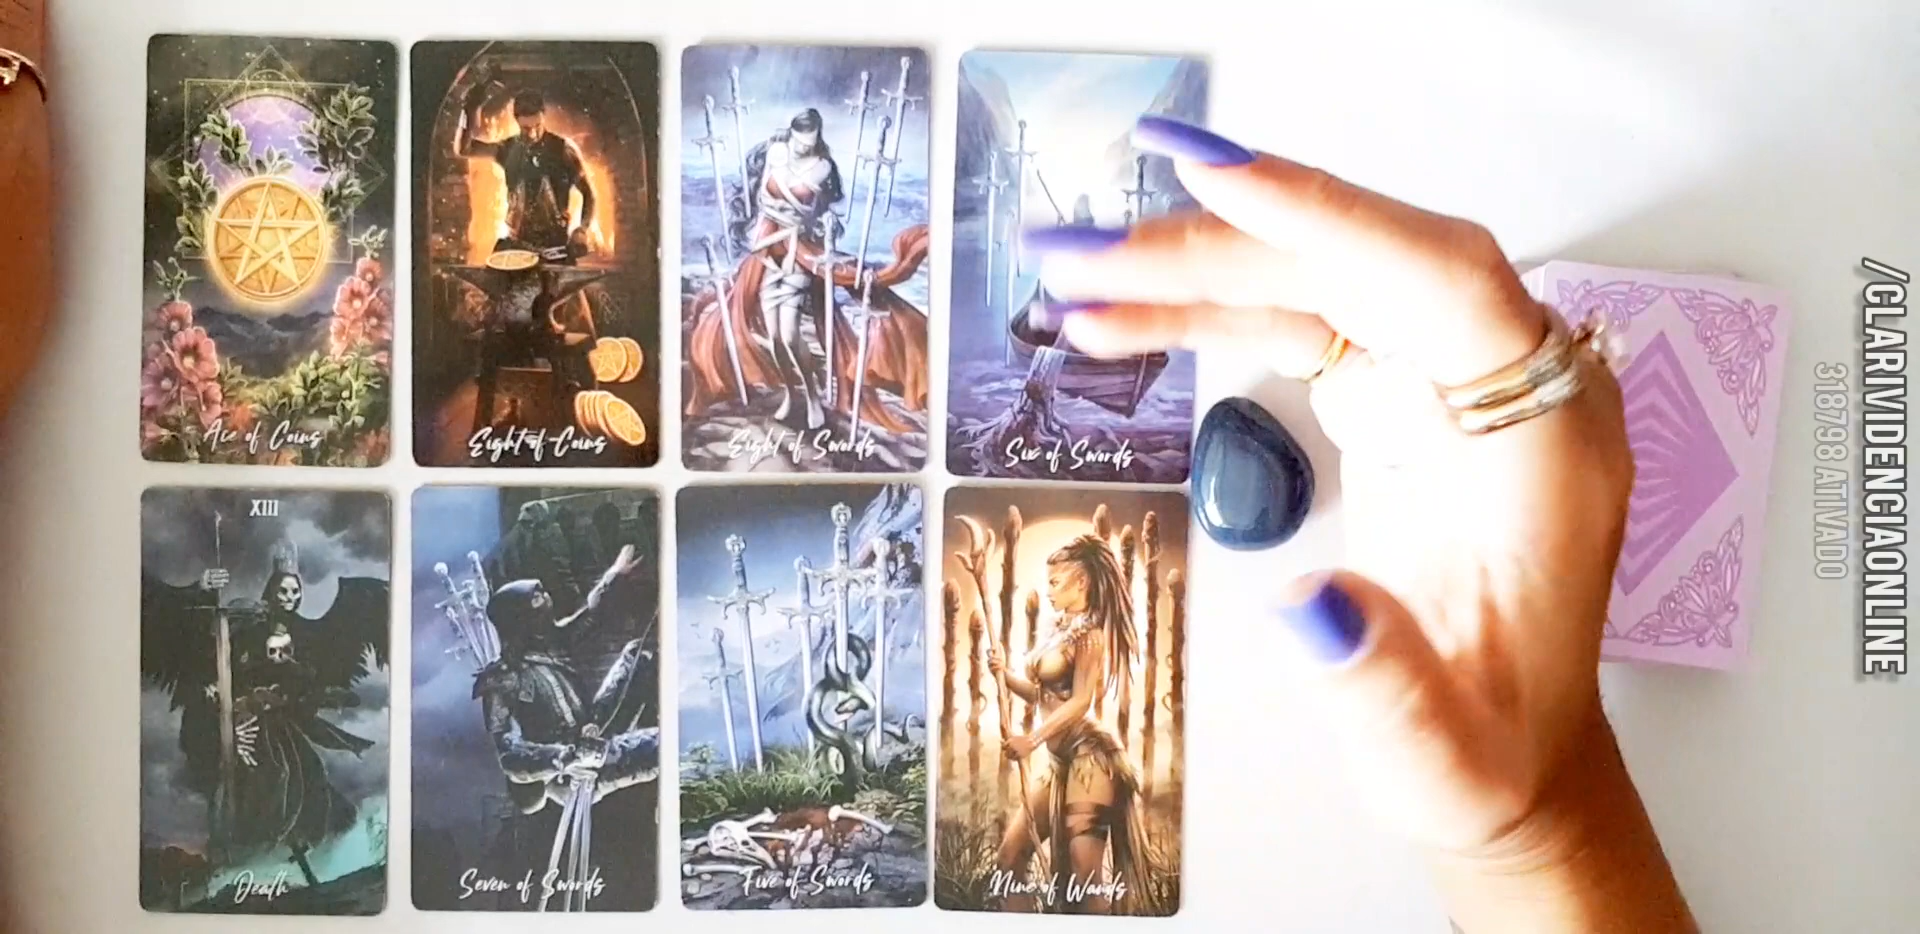 Ace of Coins
Eight of Coins
Eight of Swords
Six of Swords
XIII
Death
Seven of Swords
Five of Swords
Nine of Wands
/CLARIVIDENCIAONLINE
318798 ATIVADO